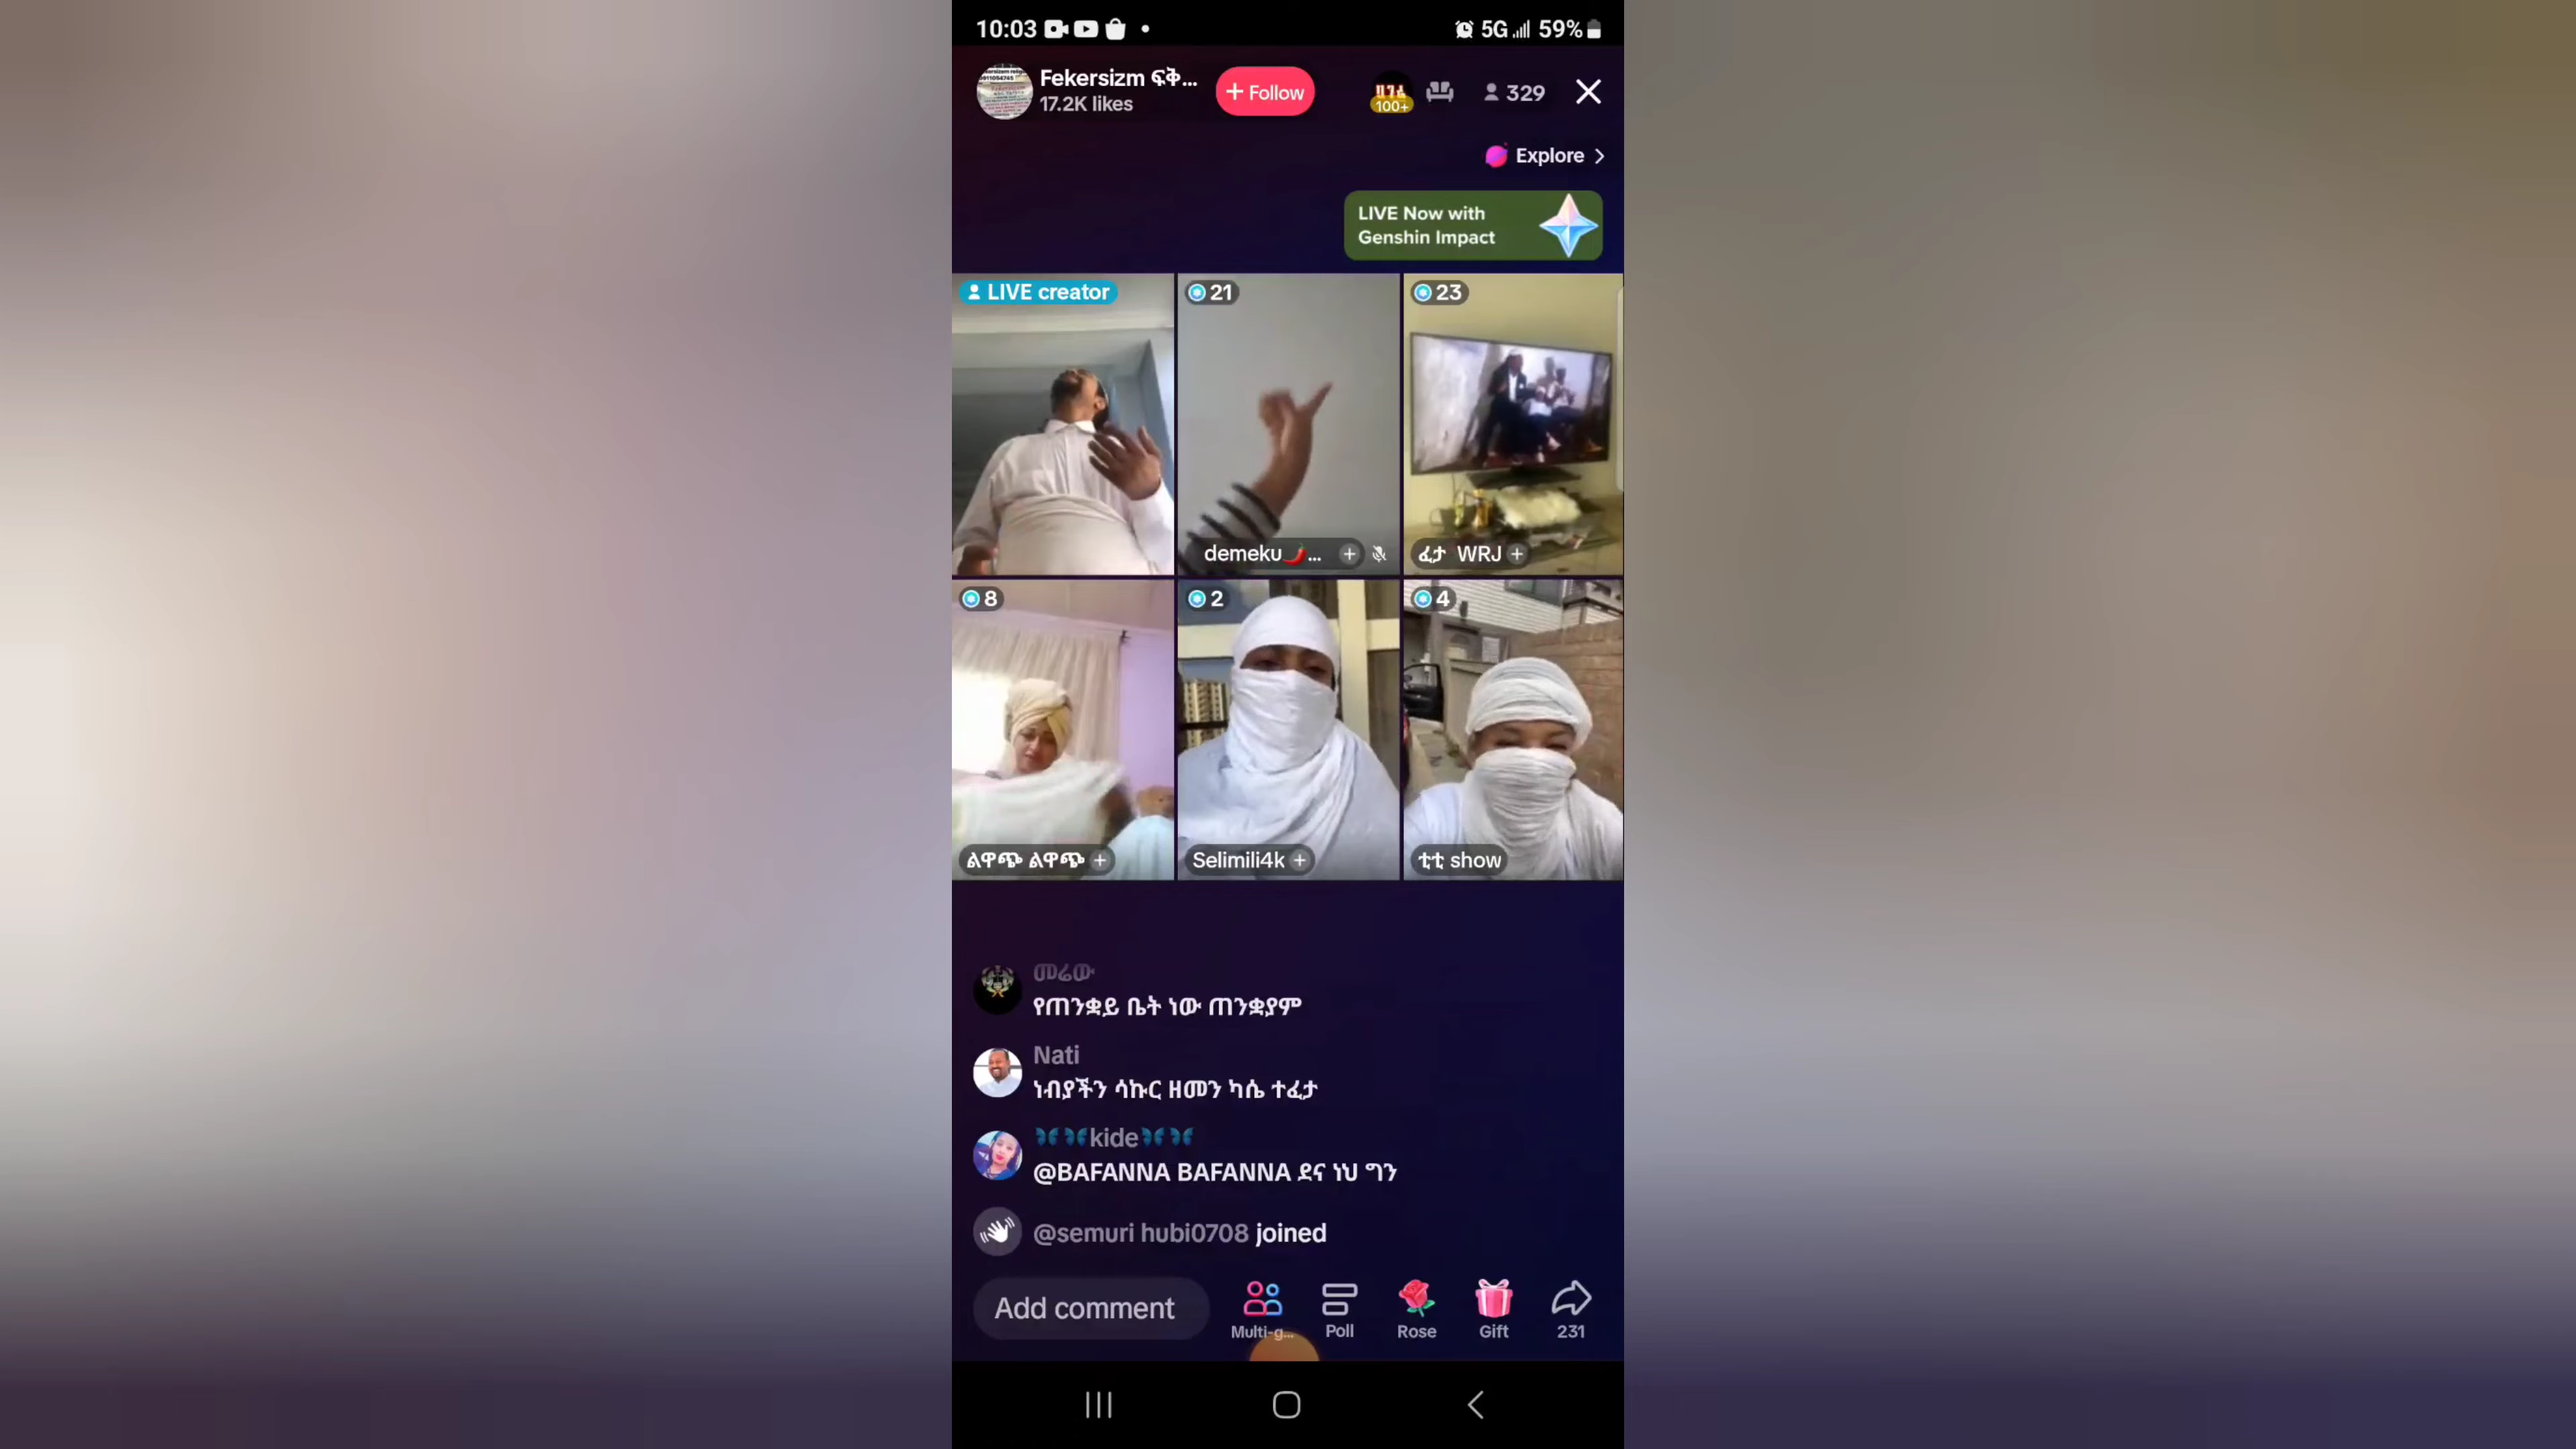 10:03
5G 59%
Fekersizm ፍቅ...
17.2K likes
+ Follow
100+
329
Explore
LIVE Now with
Genshin Impact
LIVE creator
21
23
demeku🌶️...
ፈታ WRJ
8
2
4
ልዋጭ ልዋጭ
Selimili4k
ቲቲ show
መሬው
የጠንቋይ ቤት ነው ጠንቋያም
Nati
ነብያችን ሳኩር ዘመን ካሴ ተፈታ
🦋🦋kide🦋🦋
@BAFANNA BAFANNA ደና ነህ ግን
@semuri hubi0708 joined
Add comment
Multi-g...
Poll
Rose
Gift
231